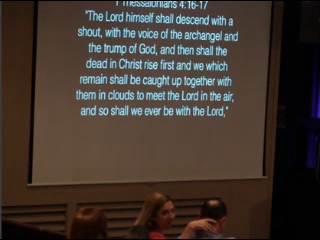 1 Thessalonians 4:16-17
"The Lord himself shall descend with a
shout, with the voice of the archangel and
the trump of God, and then shall the
dead in Christ rise first and we which
remain shall be caught up together with
them in clouds to meet the Lord in the air,
and so shall we ever be with the Lord,"